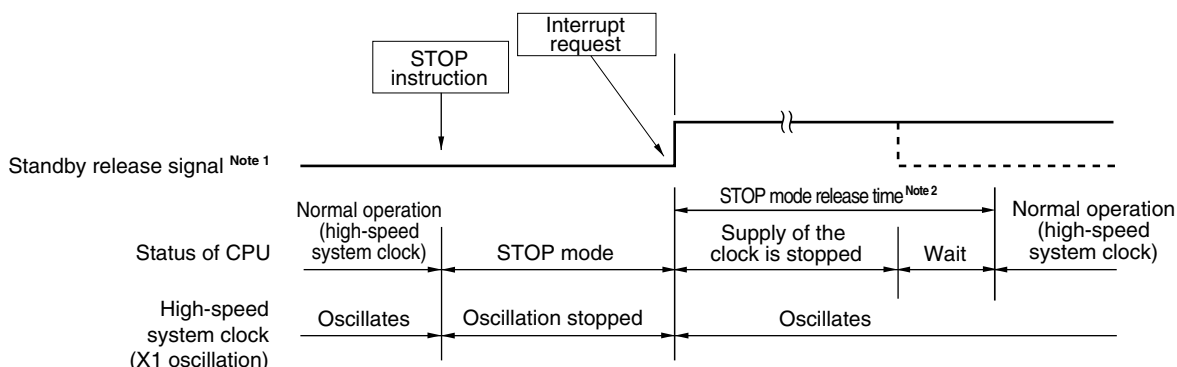 Interrupt
request
STOP
instruction
Standby release signal Note 1
STOP mode release time Note 2
Normal operation
(high-speed
system clock)
Normal operation
(high-speed
system clock)
Status of CPU
STOP mode
Supply of the
clock is stopped
Wait
High-speed
system clock
(X1 oscillation)
Oscillates
Oscillation stopped
Oscillates